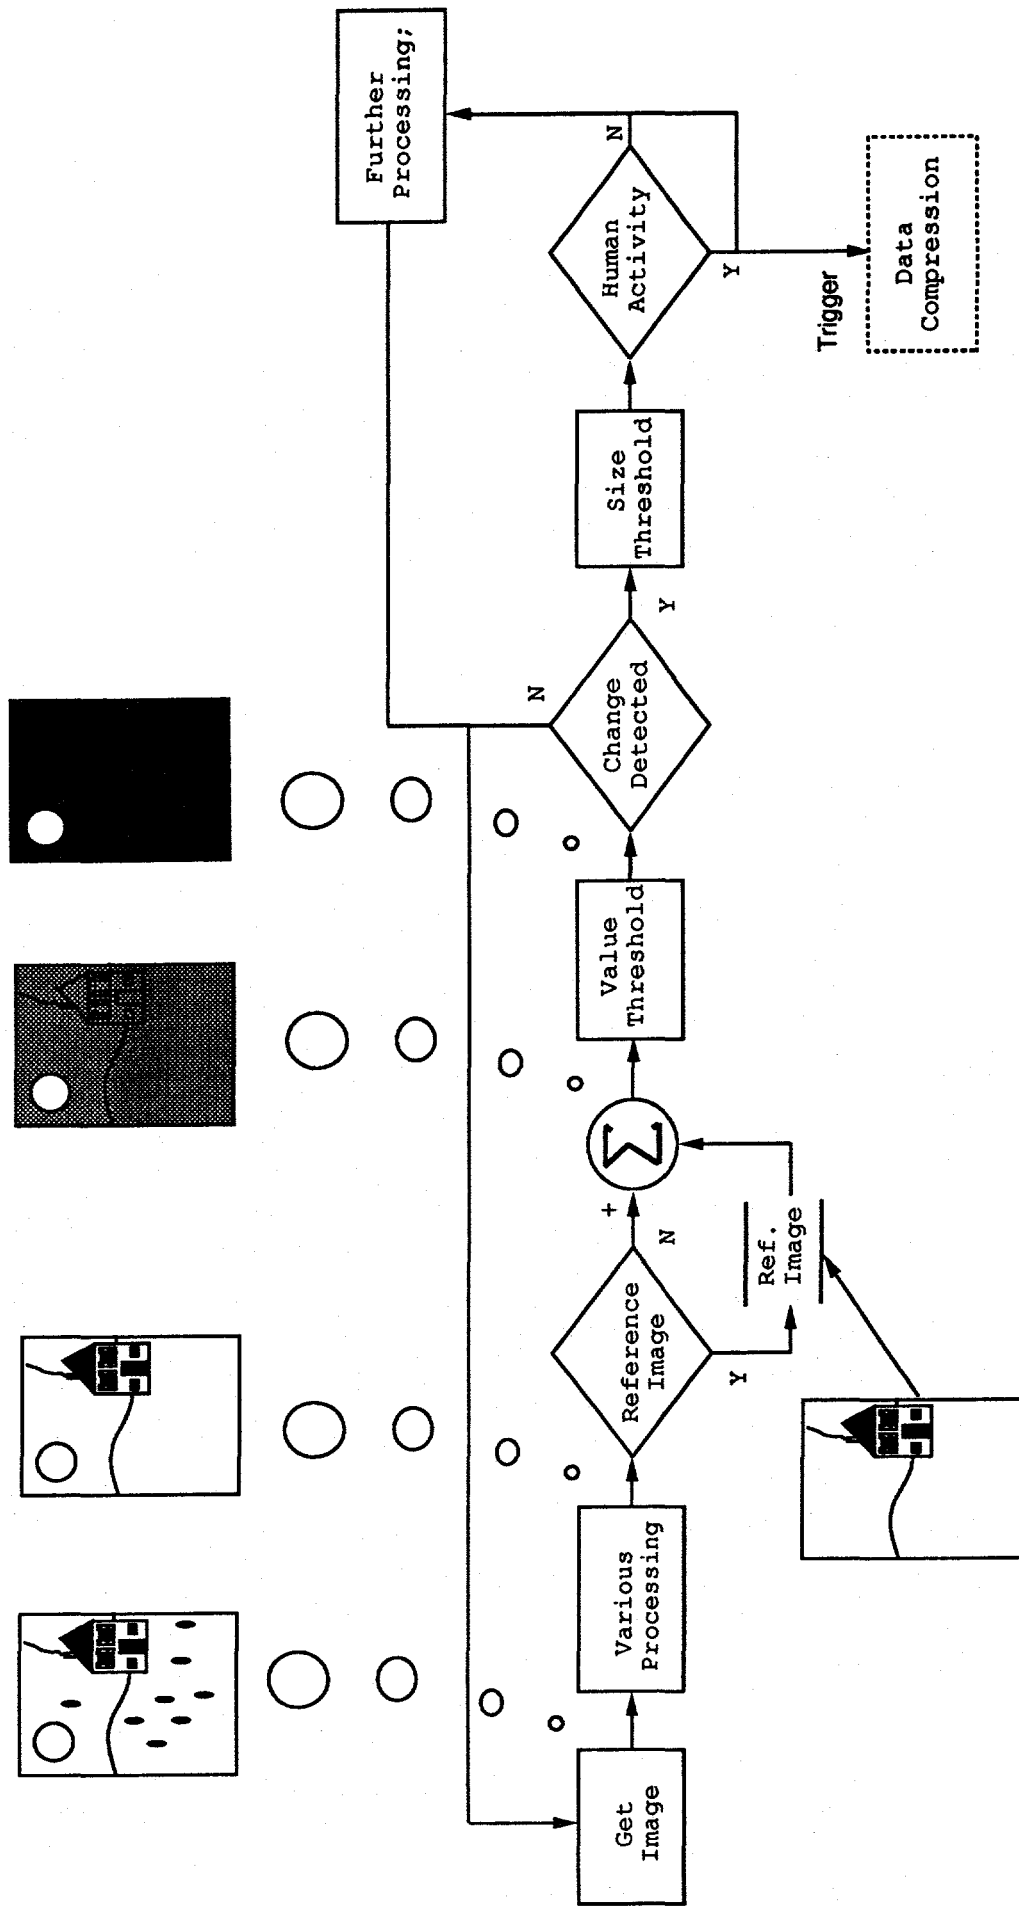 Get
Image
Various
Processing
Reference
Image
Y
N
+
Ref.
Image
Σ
Value
Threshold
Change
Detected
N
Y
Size
Threshold
Human
Activity
N
Y
Trigger
Further
Processing;
Data
Compression